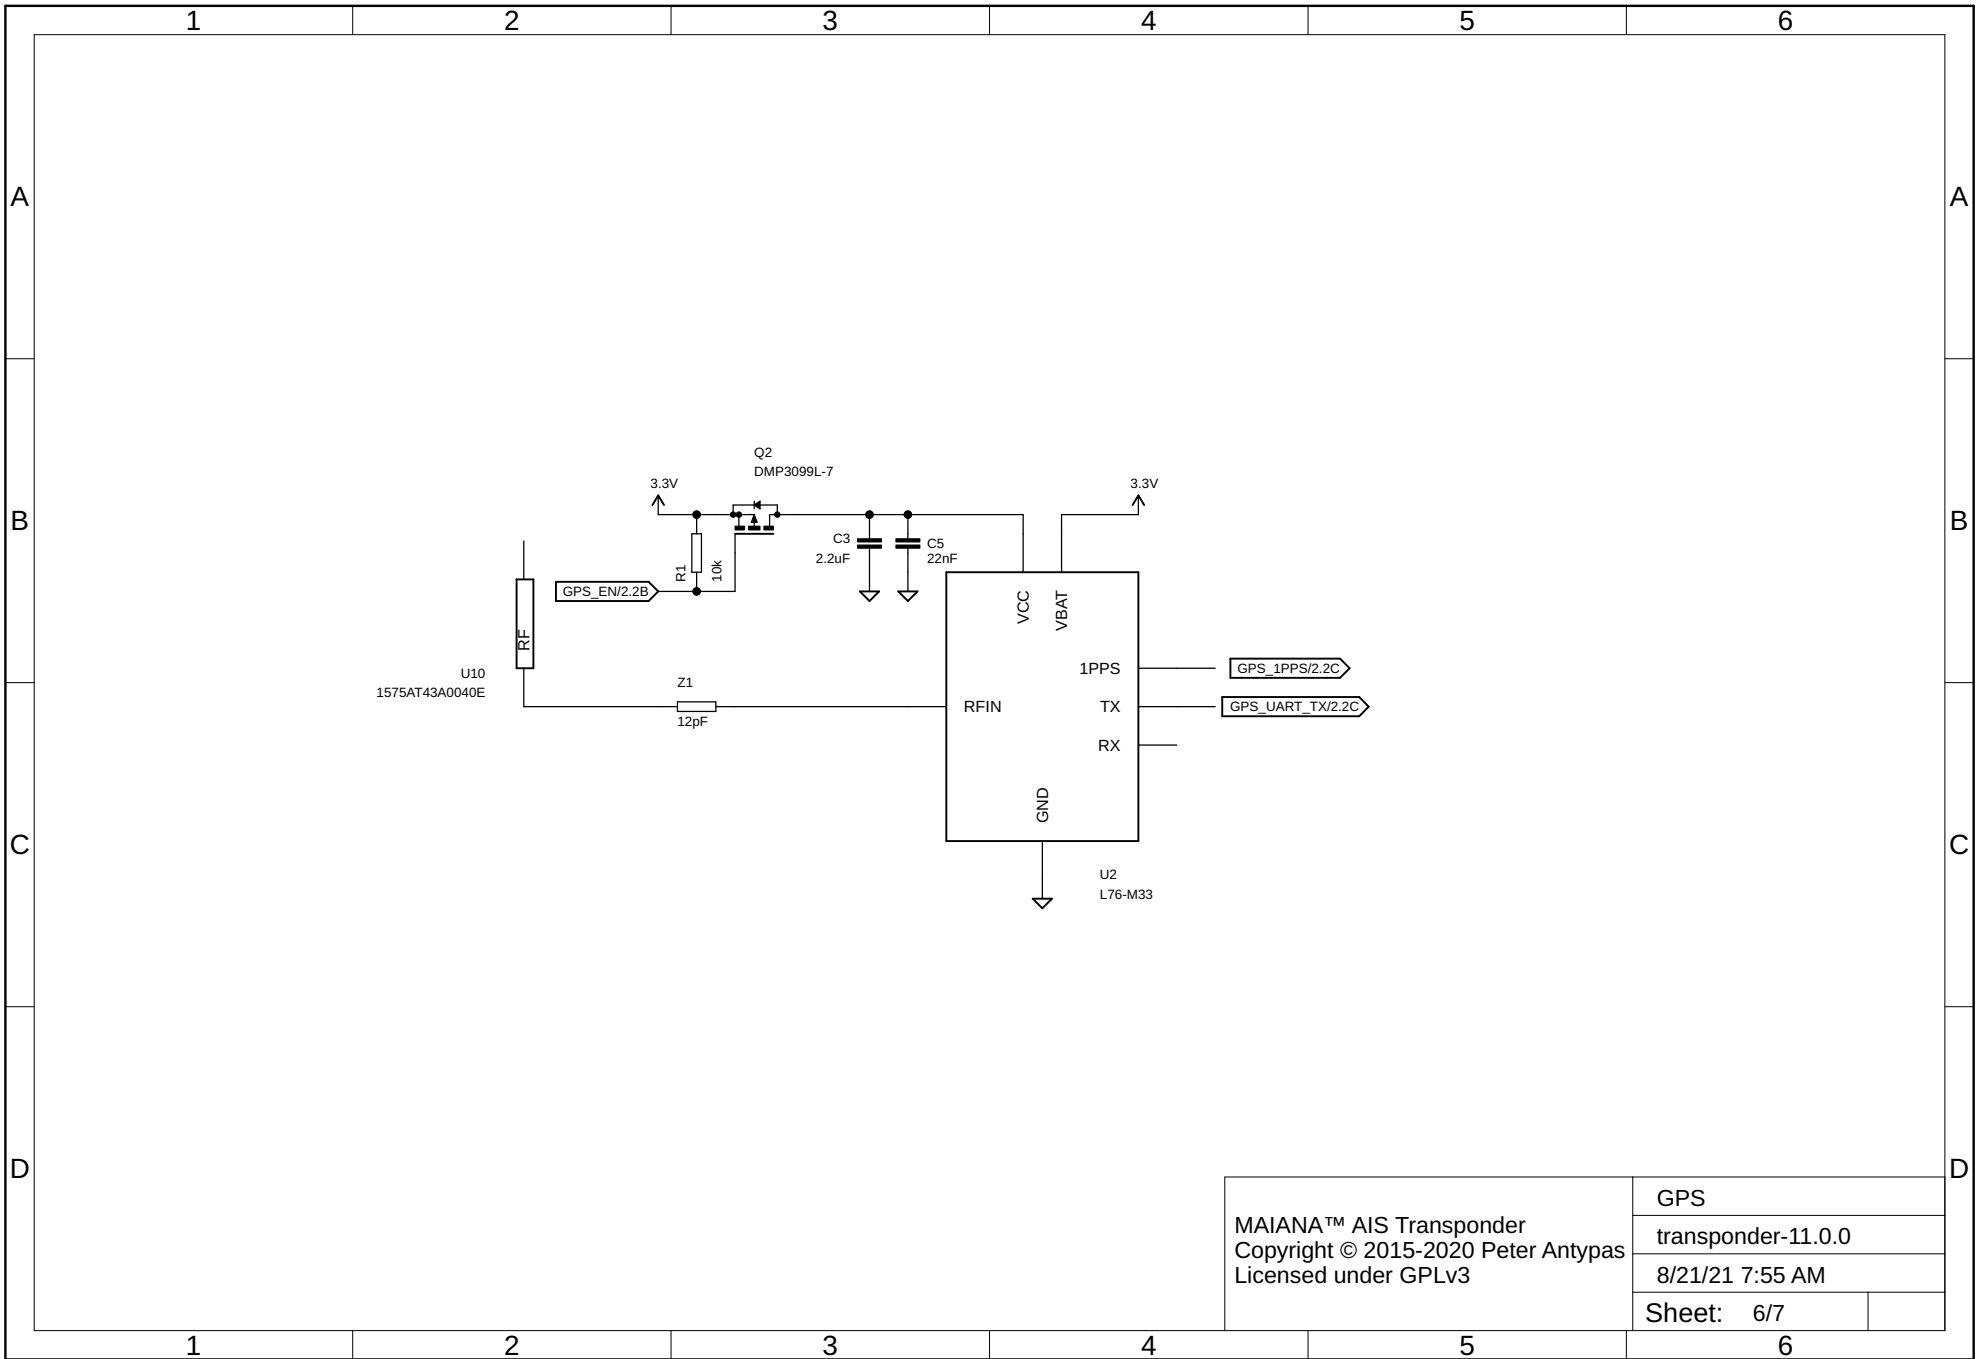 1 2 3 4 5 6
A A
Q2
DMP3099L-7
3.3V 3.3V
B B
C3 C5
2.2uF 22nF
R1 10k
GPS_EN/2.2B
VCC VBAT
RF
1PPS GPS_1PPS/2.2C
U10
1575AT43A0040E
Z1
RFIN TX GPS_UART_TX/2.2C
12pF
RX
GND
C C
U2
L76-M33
D D
GPS
MAIANA™ AIS Transponder
Copyright © 2015-2020 Peter Antypas
Licensed under GPLv3
transponder-11.0.0
8/21/21 7:55 AM
Sheet: 6/7
1 2 3 4 5 6